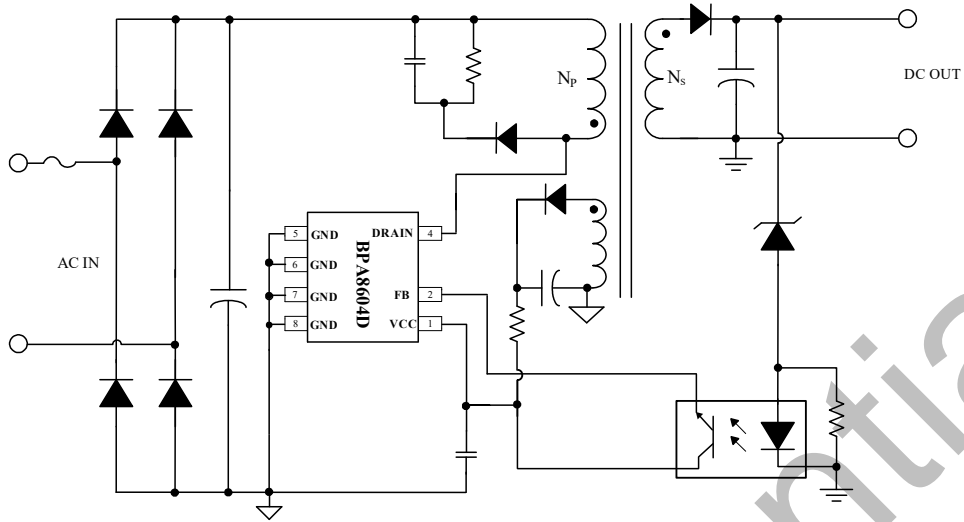 N_P
N_S
DC OUT
AC IN
5 GND DRAIN 4
6 GND
7 GND FB 2
8 GND VCC 1
BPA8604D
ntia